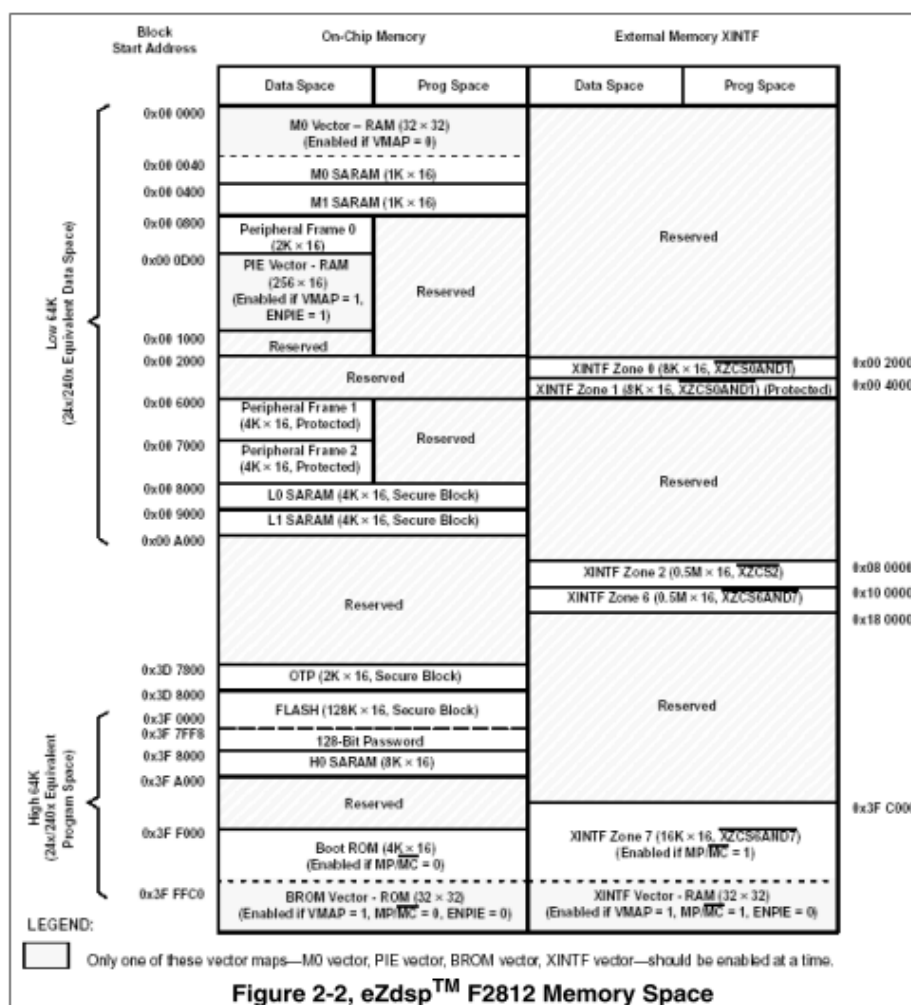 Block
Start Address
On-Chip Memory
External Memory XINTF
Data Space
Prog Space
Data Space
Prog Space
Low 64K
(24x/240x Equivalent Data Space)
High 64K
(24x/240x Equivalent
Program Space)
0x00 0000
M0 Vector – RAM (32 × 32)
(Enabled if VMAP = 0)
0x00 0040
M0 SARAM (1K × 16)
0x00 0400
M1 SARAM (1K × 16)
0x00 0800
Peripheral Frame 0
(2K × 16)
0x00 0D00
PIE Vector - RAM
(256 × 16)
(Enabled if VMAP = 1,
ENPIE = 1)
Reserved
Reserved
0x00 1000
Reserved
0x00 2000
Reserved
XINTF Zone 0 (8K × 16, XZCS0AND1)
0x00 2000
XINTF Zone 1 (8K × 16, XZCS0AND1) (Protected)
0x00 4000
0x00 6000
Peripheral Frame 1
(4K × 16, Protected)
Reserved
0x00 7000
Peripheral Frame 2
(4K × 16, Protected)
Reserved
0x00 8000
L0 SARAM (4K × 16, Secure Block)
0x00 9000
L1 SARAM (4K × 16, Secure Block)
0x00 A000
Reserved
XINTF Zone 2 (0.5M × 16, XZCS2)
0x08 0000
XINTF Zone 6 (0.5M × 16, XZCS6AND7)
0x10 0000
0x18 0000
Reserved
0x3D 7800
OTP (2K × 16, Secure Block)
0x3D 8000
FLASH (128K × 16, Secure Block)
0x3F 0000
0x3F 7FF8
128-Bit Password
0x3F 8000
H0 SARAM (8K × 16)
0x3F A000
Reserved
0x3F C000
0x3F F000
Boot ROM (4K × 16)
(Enabled if MP/MC = 0)
XINTF Zone 7 (16K × 16, XZCS6AND7)
(Enabled if MP/MC = 1)
0x3F FFC0
BROM Vector - ROM (32 × 32)
(Enabled if VMAP = 1, MP/MC = 0, ENPIE = 0)
XINTF Vector - RAM (32 × 32)
(Enabled if VMAP = 1, MP/MC = 1, ENPIE = 0)
LEGEND:
Only one of these vector maps—M0 vector, PIE vector, BROM vector, XINTF vector—should be enabled at a time.
Figure 2-2, eZdsp™ F2812 Memory Space